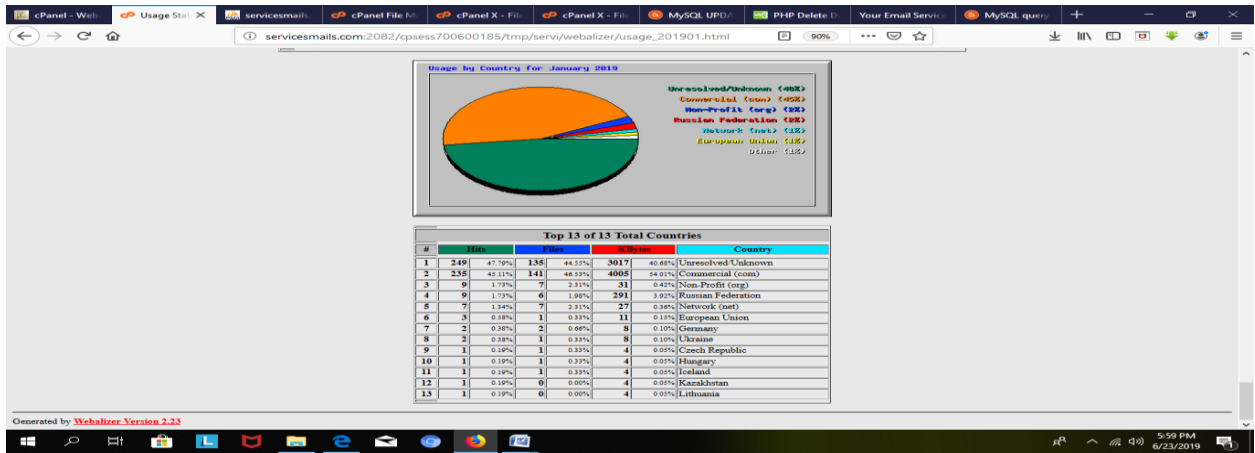 cPanel - Web
Usage Stat
servicesmails.
cPanel File M
cPanel X - File
cPanel X - File
MySQL UPDA
PHP Delete D
Your Email Servic
MySQL query
servicesmails.com:2082/cpsess700600185/tmp/servi/webalizer/usage_201901.html
90%
Usage by Country for January 2019
Unresolved/Unknown (48%)
Commercial (com) (45%)
Non-Profit (org) (2%)
Russian Federation (2%)
Network (net) (1%)
European Union (1%)
Other (1%)
Top 13 of 13 Total Countries
# Hits Files KBytes Country
1 249 47.79% 135 44.55% 3017 40.68% Unresolved/Unknown
2 235 45.11% 141 46.53% 4005 54.01% Commercial (com)
3 9 1.73% 7 2.31% 31 0.42% Non-Profit (org)
4 9 1.73% 6 1.98% 291 3.92% Russian Federation
5 7 1.34% 7 2.31% 27 0.36% Network (net)
6 3 0.58% 1 0.33% 11 0.15% European Union
7 2 0.38% 2 0.66% 8 0.10% Germany
8 2 0.38% 1 0.33% 8 0.10% Ukraine
9 1 0.19% 1 0.33% 4 0.05% Czech Republic
10 1 0.19% 1 0.33% 4 0.05% Hungary
11 1 0.19% 1 0.33% 4 0.05% Iceland
12 1 0.19% 0 0.00% 4 0.05% Kazakhstan
13 1 0.19% 0 0.00% 4 0.05% Lithuania
Generated by Webalizer Version 2.23
5:59 PM
6/23/2019